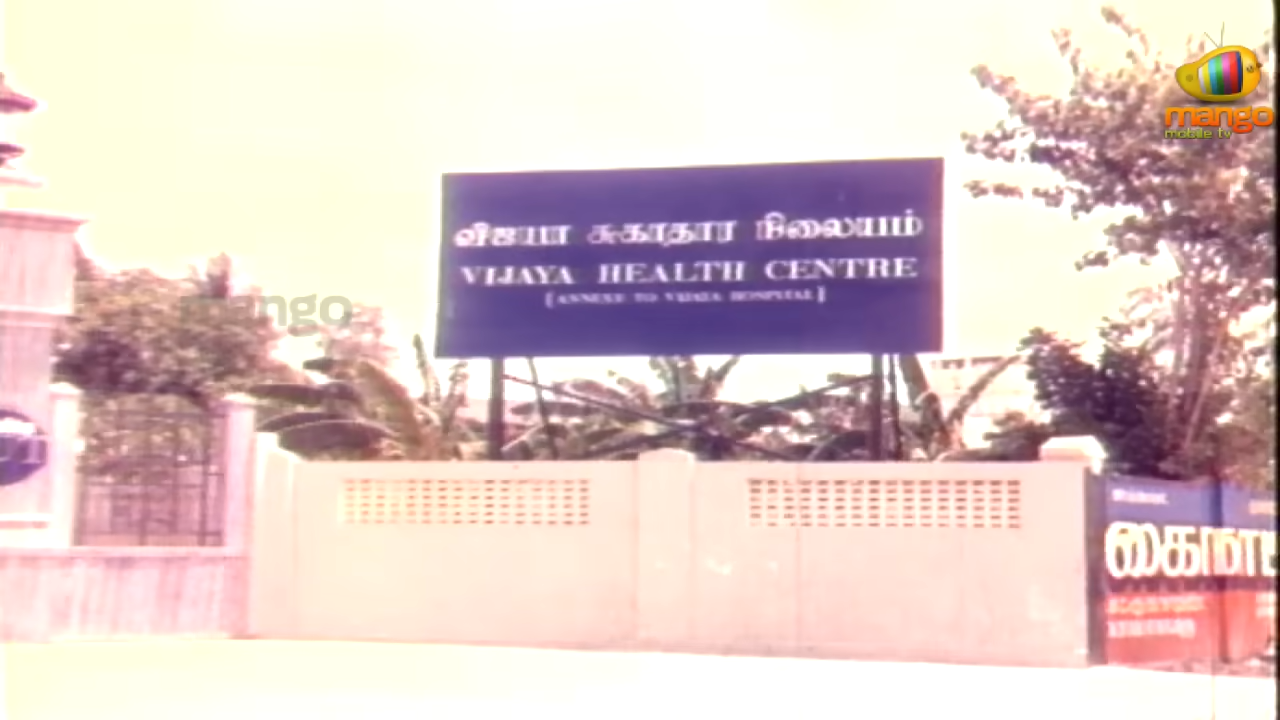 விஜயா சுகாதார நிலையம்
VIJAYA HEALTH CENTRE
[ANNEXE TO VIJAYA HOSPITAL]
mango
mobile tv
mango
கைநாட்